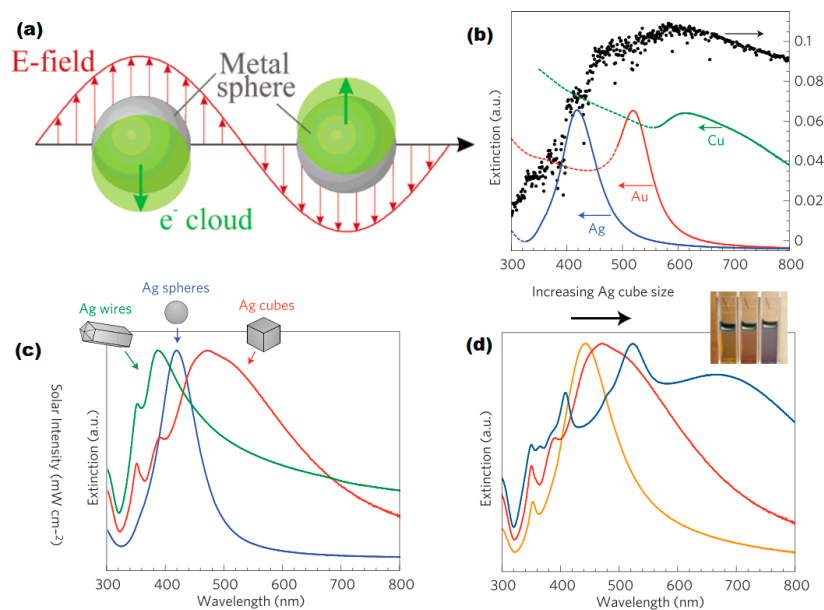 (a)
E-field
Metal
sphere
e⁻ cloud
(b)
Extinction (a.u.)
0.1
0.08
0.06
0.04
0.02
0
Cu
Au
Ag
300 400 500 600 700 800
Increasing Ag cube size
Ag wires
Ag spheres
Ag cubes
(c)
Solar Intensity (mW cm–2)
Extinction (a.u.)
300 400 500 600 700 800
Wavelength (nm)
(d)
Extinction (a.u.)
300 400 500 600 700 800
Wavelength (nm)